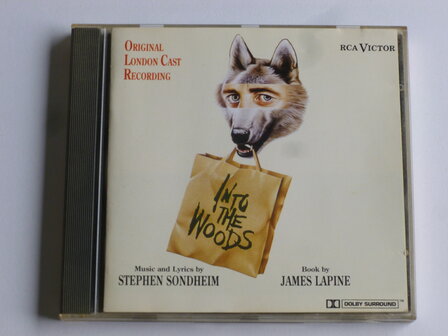 ORIGINAL
LONDON CAST
RECORDING
RCA VICTOR
INTO
THE
WOODS
Music and Lyrics by
STEPHEN SONDHEIM
Book by
JAMES LAPINE
DOLBY SURROUND